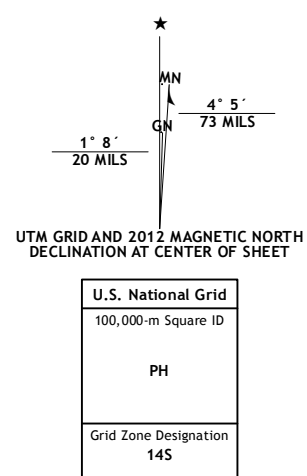 ★
MN
4° 5´
73 MILS
GN
1° 8´
20 MILS
UTM GRID AND 2012 MAGNETIC NORTH
DECLINATION AT CENTER OF SHEET
U.S. National Grid
100,000-m Square ID
PH
Grid Zone Designation
14S